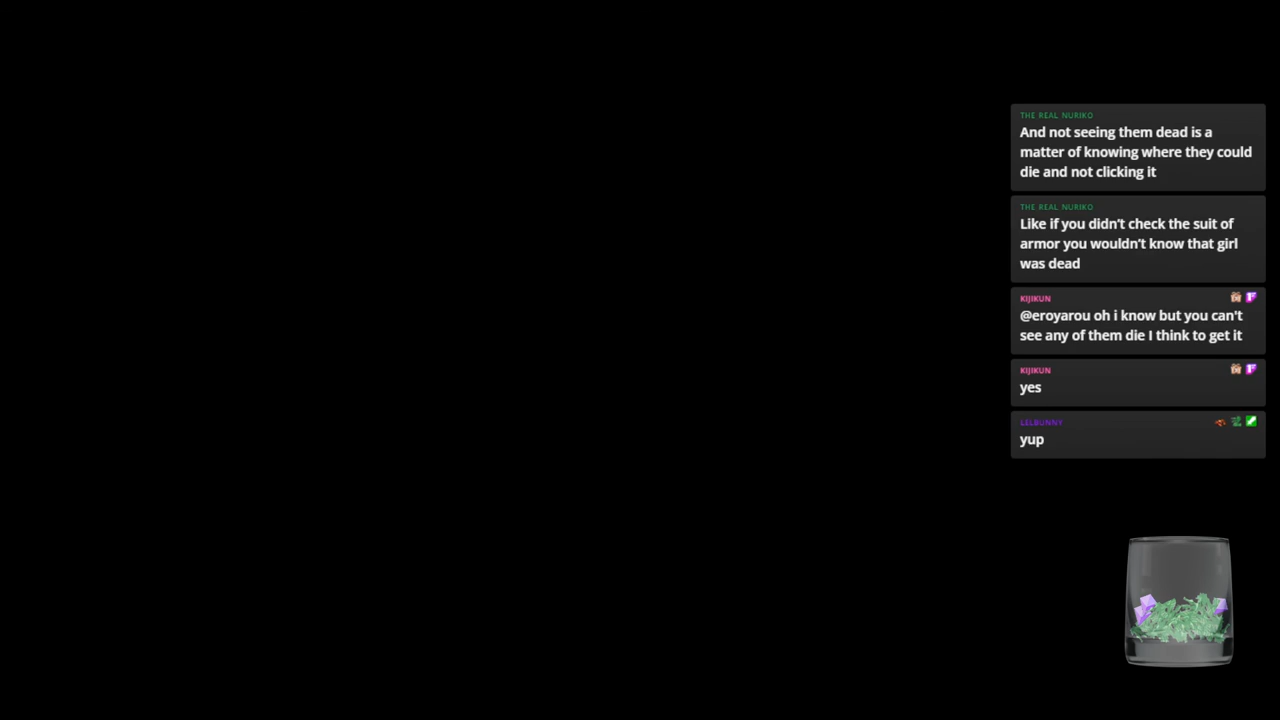 THE REAL NURIKO
And not seeing them dead is a
matter of knowing where they could
die and not clicking it
THE REAL NURIKO
Like if you didn't check the suit of
armor you wouldn't know that girl
was dead
KIJIKUN
@eroyarou oh i know but you can't
see any of them die I think to get it
KIJIKUN
yes
LELBUNNY
yup